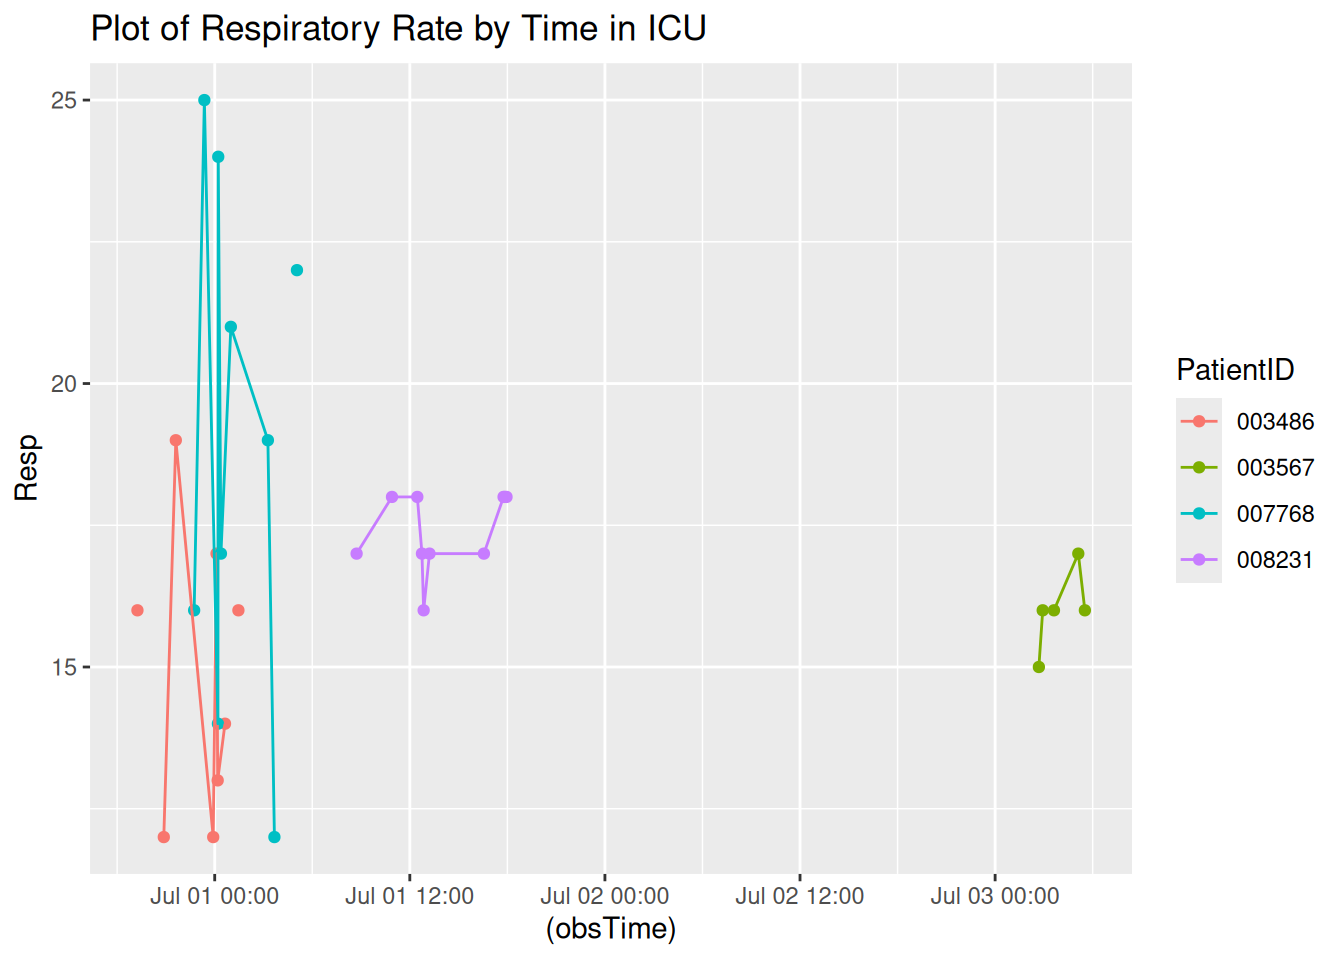 Plot of Respiratory Rate by Time in ICU
25
20
15
Resp
Jul 01 00:00
Jul 01 12:00
Jul 02 00:00
Jul 02 12:00
Jul 03 00:00
(obsTime)
PatientID
003486
003567
007768
008231